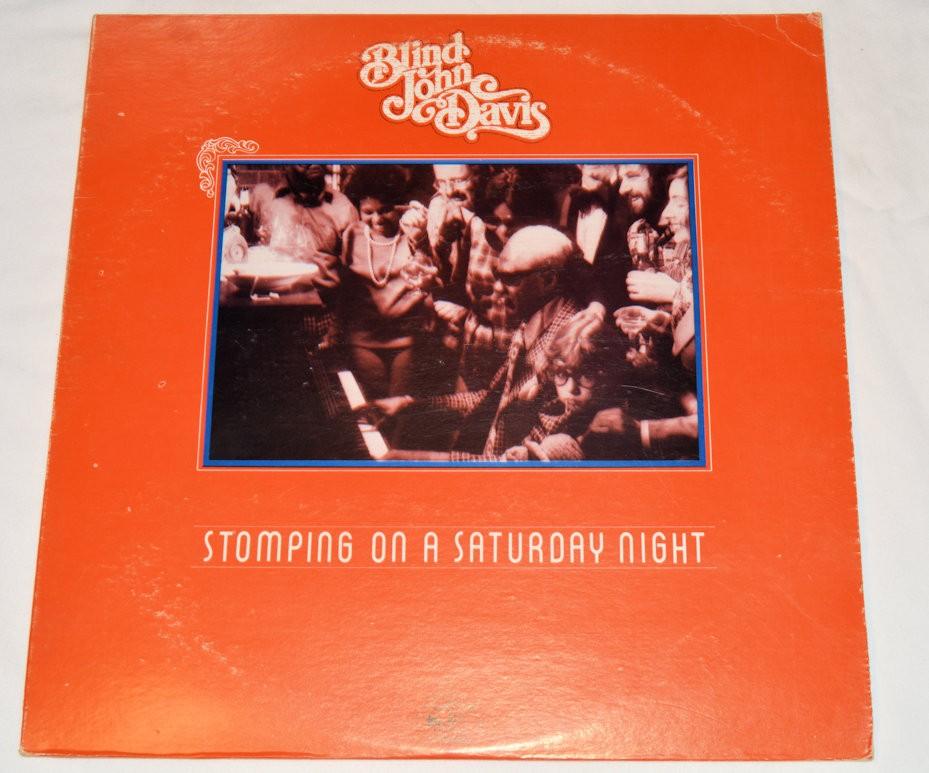 Blind
John
Davis
STOMPING ON A SATURDAY NIGHT